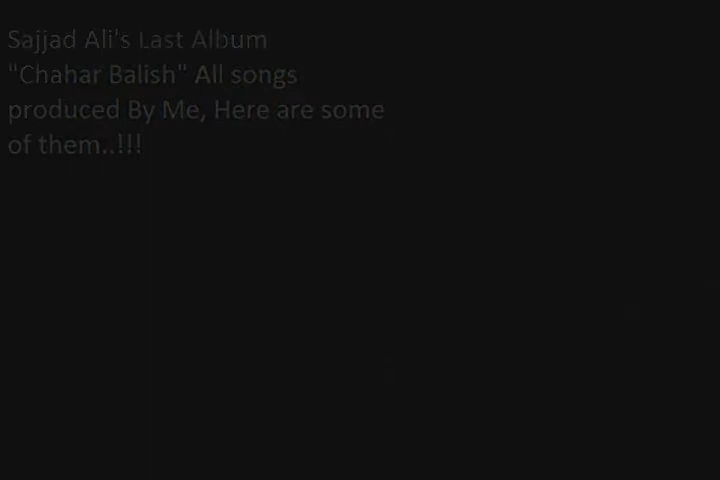 Sajjad Ali's Last Album
"Chahar Balish" All songs
produced By Me, Here are some
of them..!!!